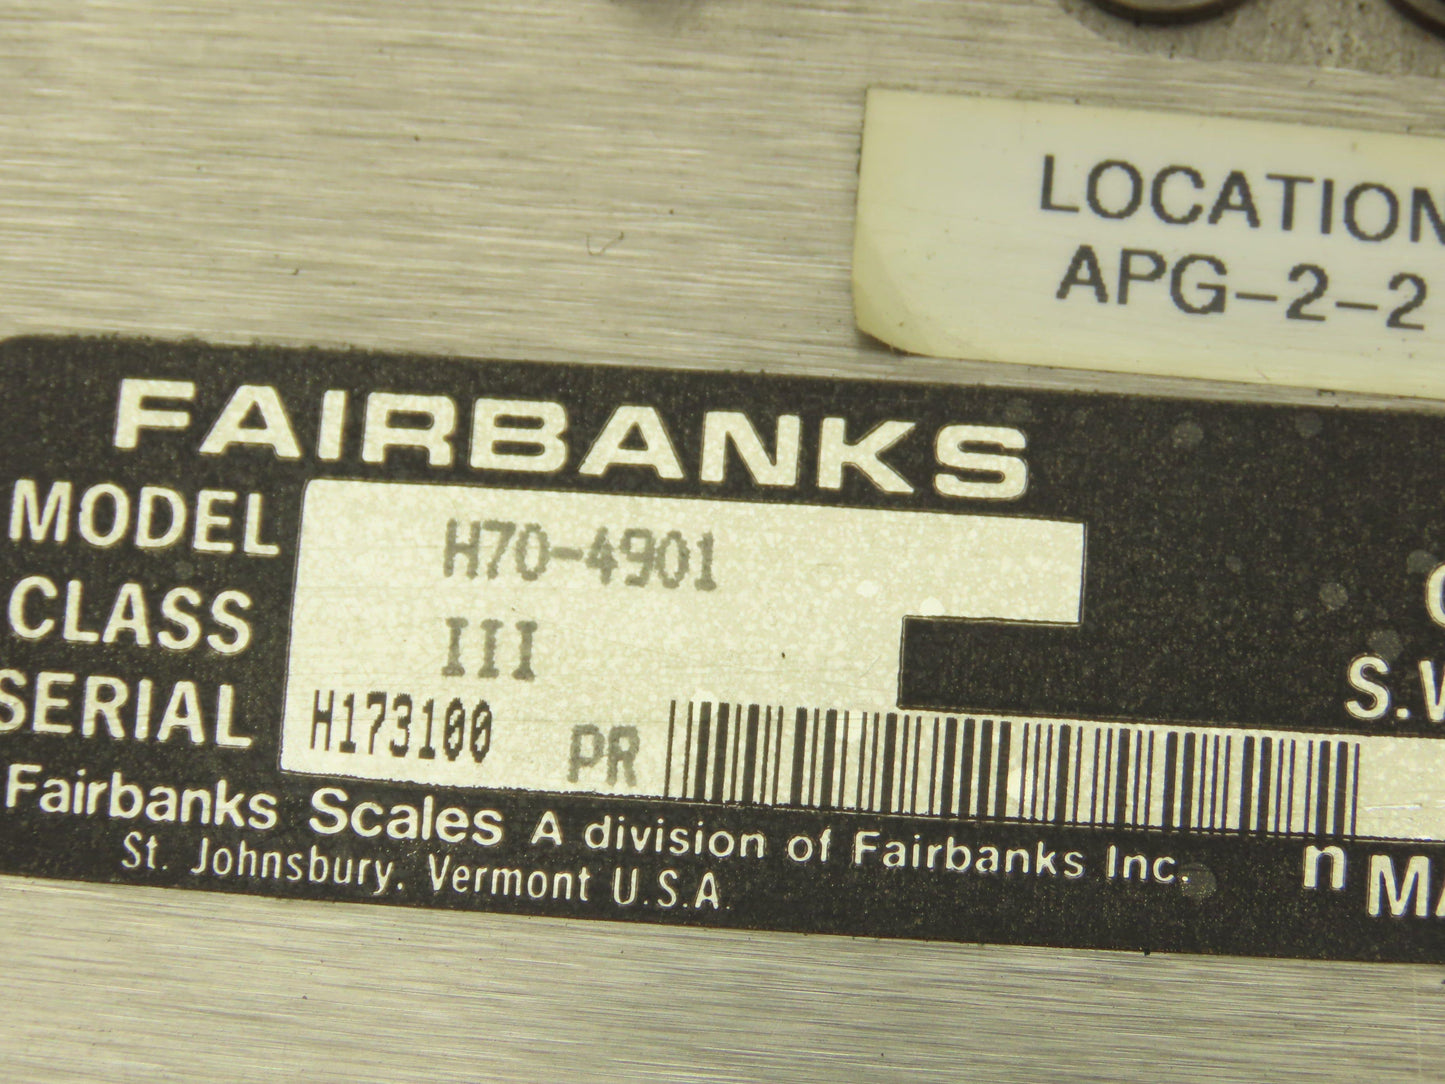 LOCATION
APG-2-2
FAIRBANKS
MODEL H70-4901
CLASS III
SERIAL H173100 PR
Fairbanks Scales A division of Fairbanks Inc.
St. Johnsbury, Vermont U.S.A.
n